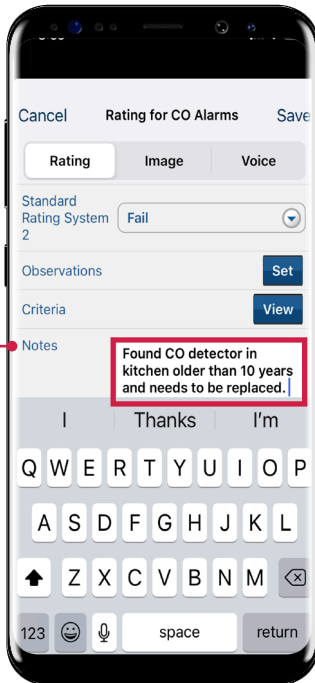 Cancel Rating for CO Alarms Save
Rating Image Voice
Standard
Rating System
2
Fail
Observations Set
Criteria View
Notes
Found CO detector in
kitchen older than 10 years
and needs to be replaced.
I Thanks I'm
Q W E R T Y U I O P
A S D F G H J K L
Z X C V B N M
123 space return